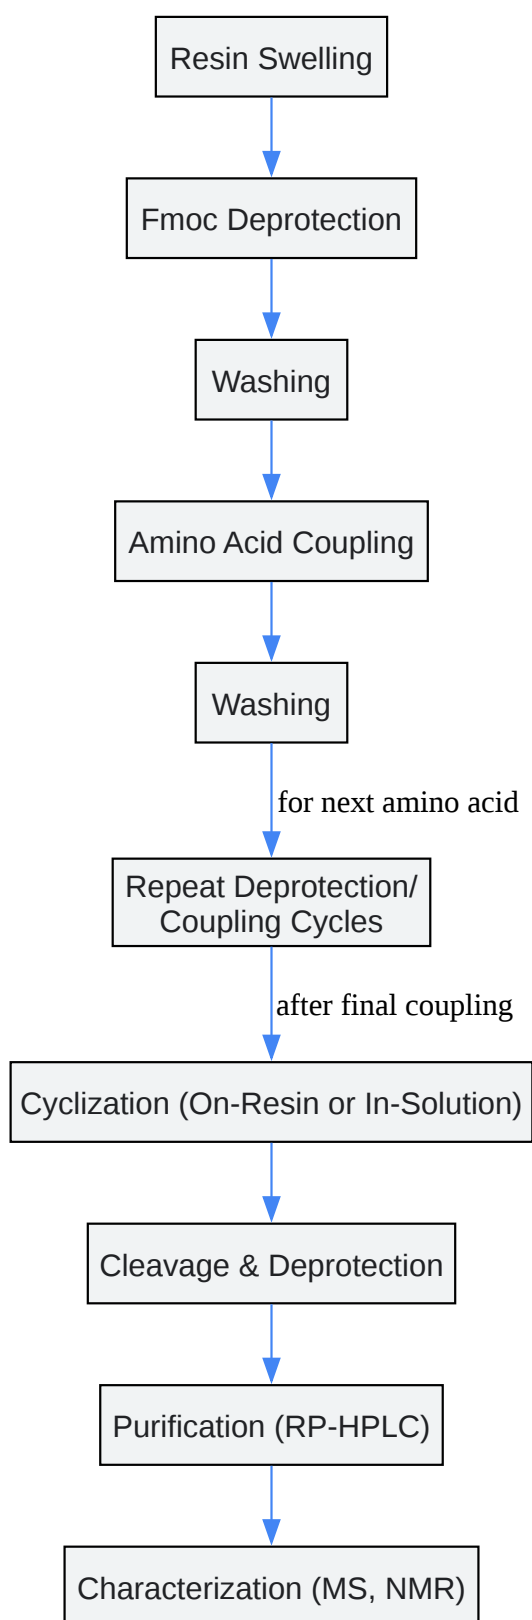 Resin Swelling
Fmoc Deprotection
Washing
Amino Acid Coupling
Washing
for next amino acid
Repeat Deprotection/
Coupling Cycles
after final coupling
Cyclization (On-Resin or In-Solution)
Cleavage & Deprotection
Purification (RP-HPLC)
Characterization (MS, NMR)